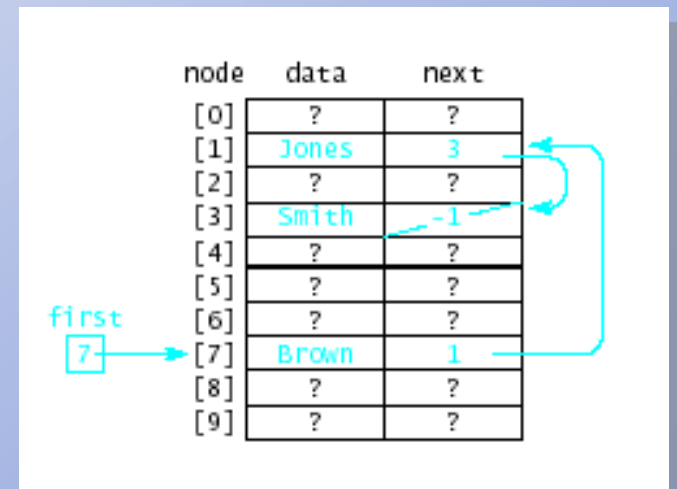 node data next
[0] ? ?
[1] Jones 3
[2] ? ?
[3] Smith -1
[4] ? ?
[5] ? ?
[6] ? ?
first
7 [7] Brown 1
[8] ? ?
[9] ? ?